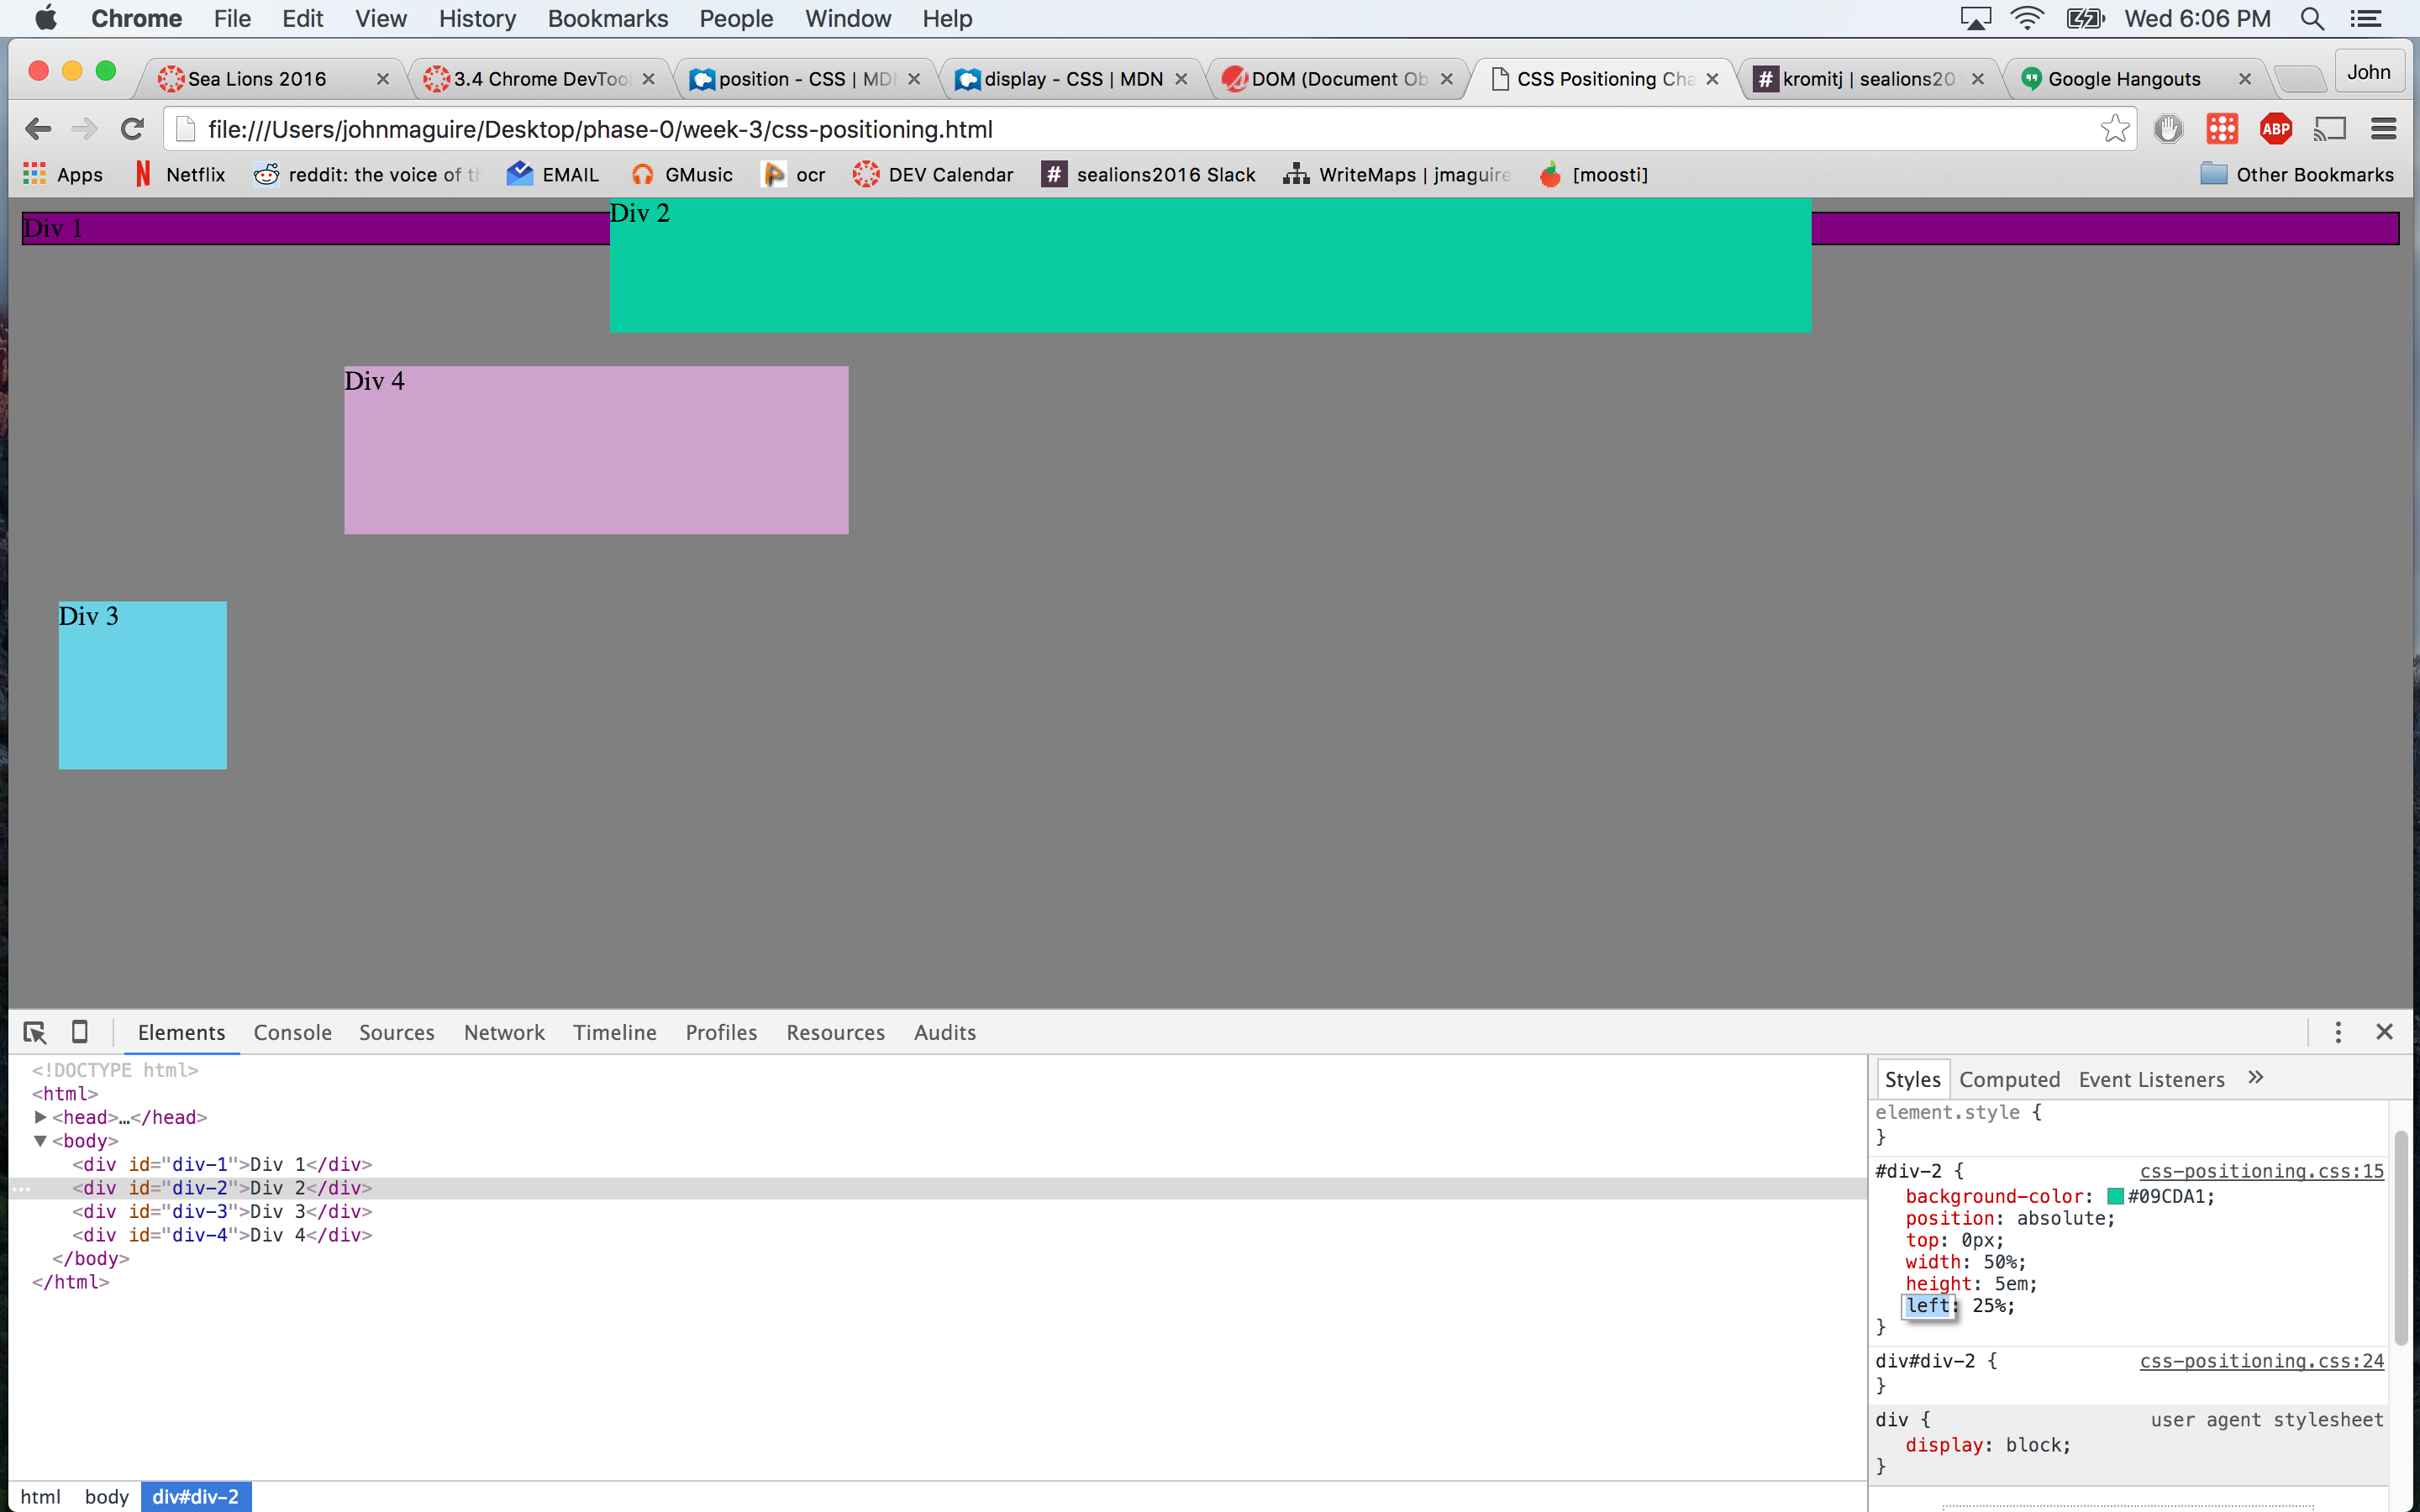 Chrome File Edit View History Bookmarks People Window Help Wed 6:06 PM
Sea Lions 2016 3.4 Chrome DevTool position - CSS | MD display - CSS | MDN DOM (Document Ob CSS Positioning Cha # kromitj | sealions20 Google Hangouts John
file:///Users/johnmaguire/Desktop/phase-0/week-3/css-positioning.html ABP
Apps N Netflix reddit: the voice of t EMAIL GMusic ocr DEV Calendar # sealions2016 Slack WriteMaps | jmaguire [moosti] Other Bookmarks
Div 1
Div 2
Div 4
Div 3
Elements Console Sources Network Timeline Profiles Resources Audits
<!DOCTYPE html>
<html>
<head>…</head>
<body>
<div id="div-1">Div 1</div>
<div id="div-2">Div 2</div>
<div id="div-3">Div 3</div>
<div id="div-4">Div 4</div>
</body>
</html>
html body div#div-2
Styles Computed Event Listeners »
element.style {
}
#div-2 { css-positioning.css:15
background-color: #09CDA1;
position: absolute;
top: 0px;
width: 50%;
height: 5em;
left: 25%;
}
div#div-2 { css-positioning.css:24
}
div { user agent stylesheet
display: block;
}